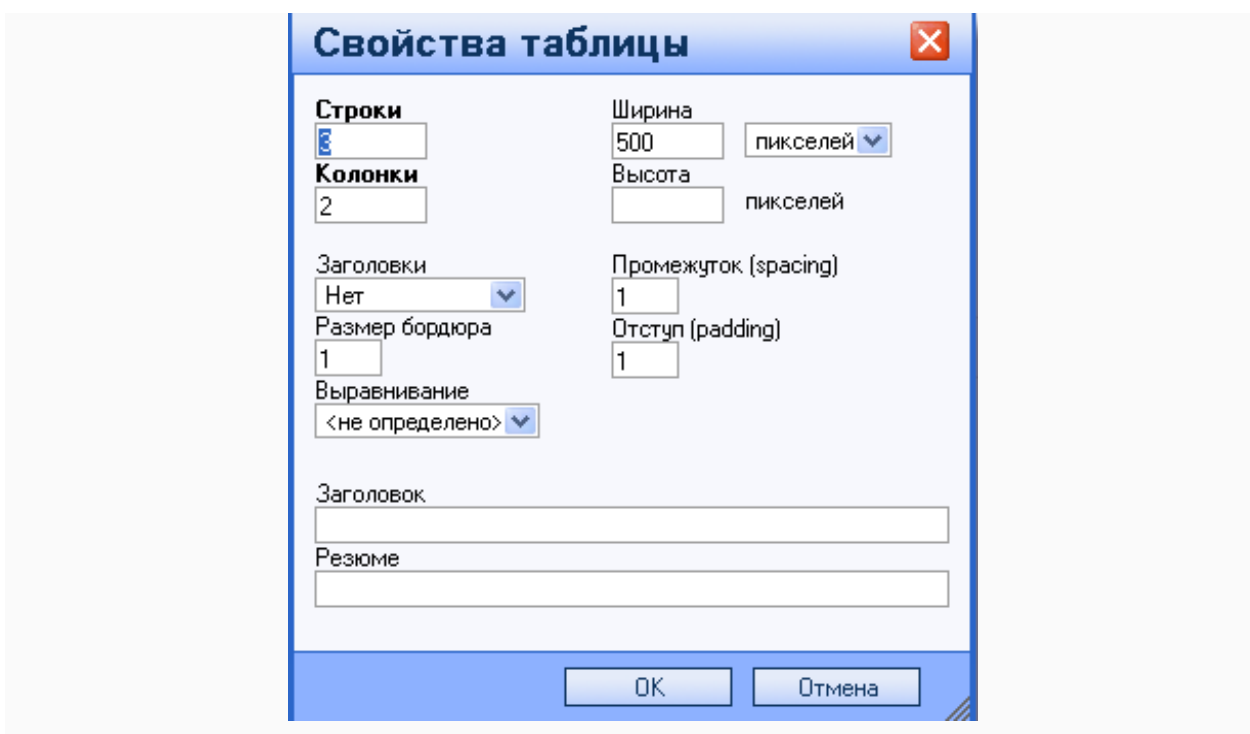 Свойства таблицы
Строки Ширина
3 500 пикселей
Колонки Высота
2 пикселей
Заголовки Промежуток (spacing)
Нет 1
Размер бордюра Отступ (padding)
1 1
Выравнивание
<не определено>
Заголовок
Резюме
OK Отмена